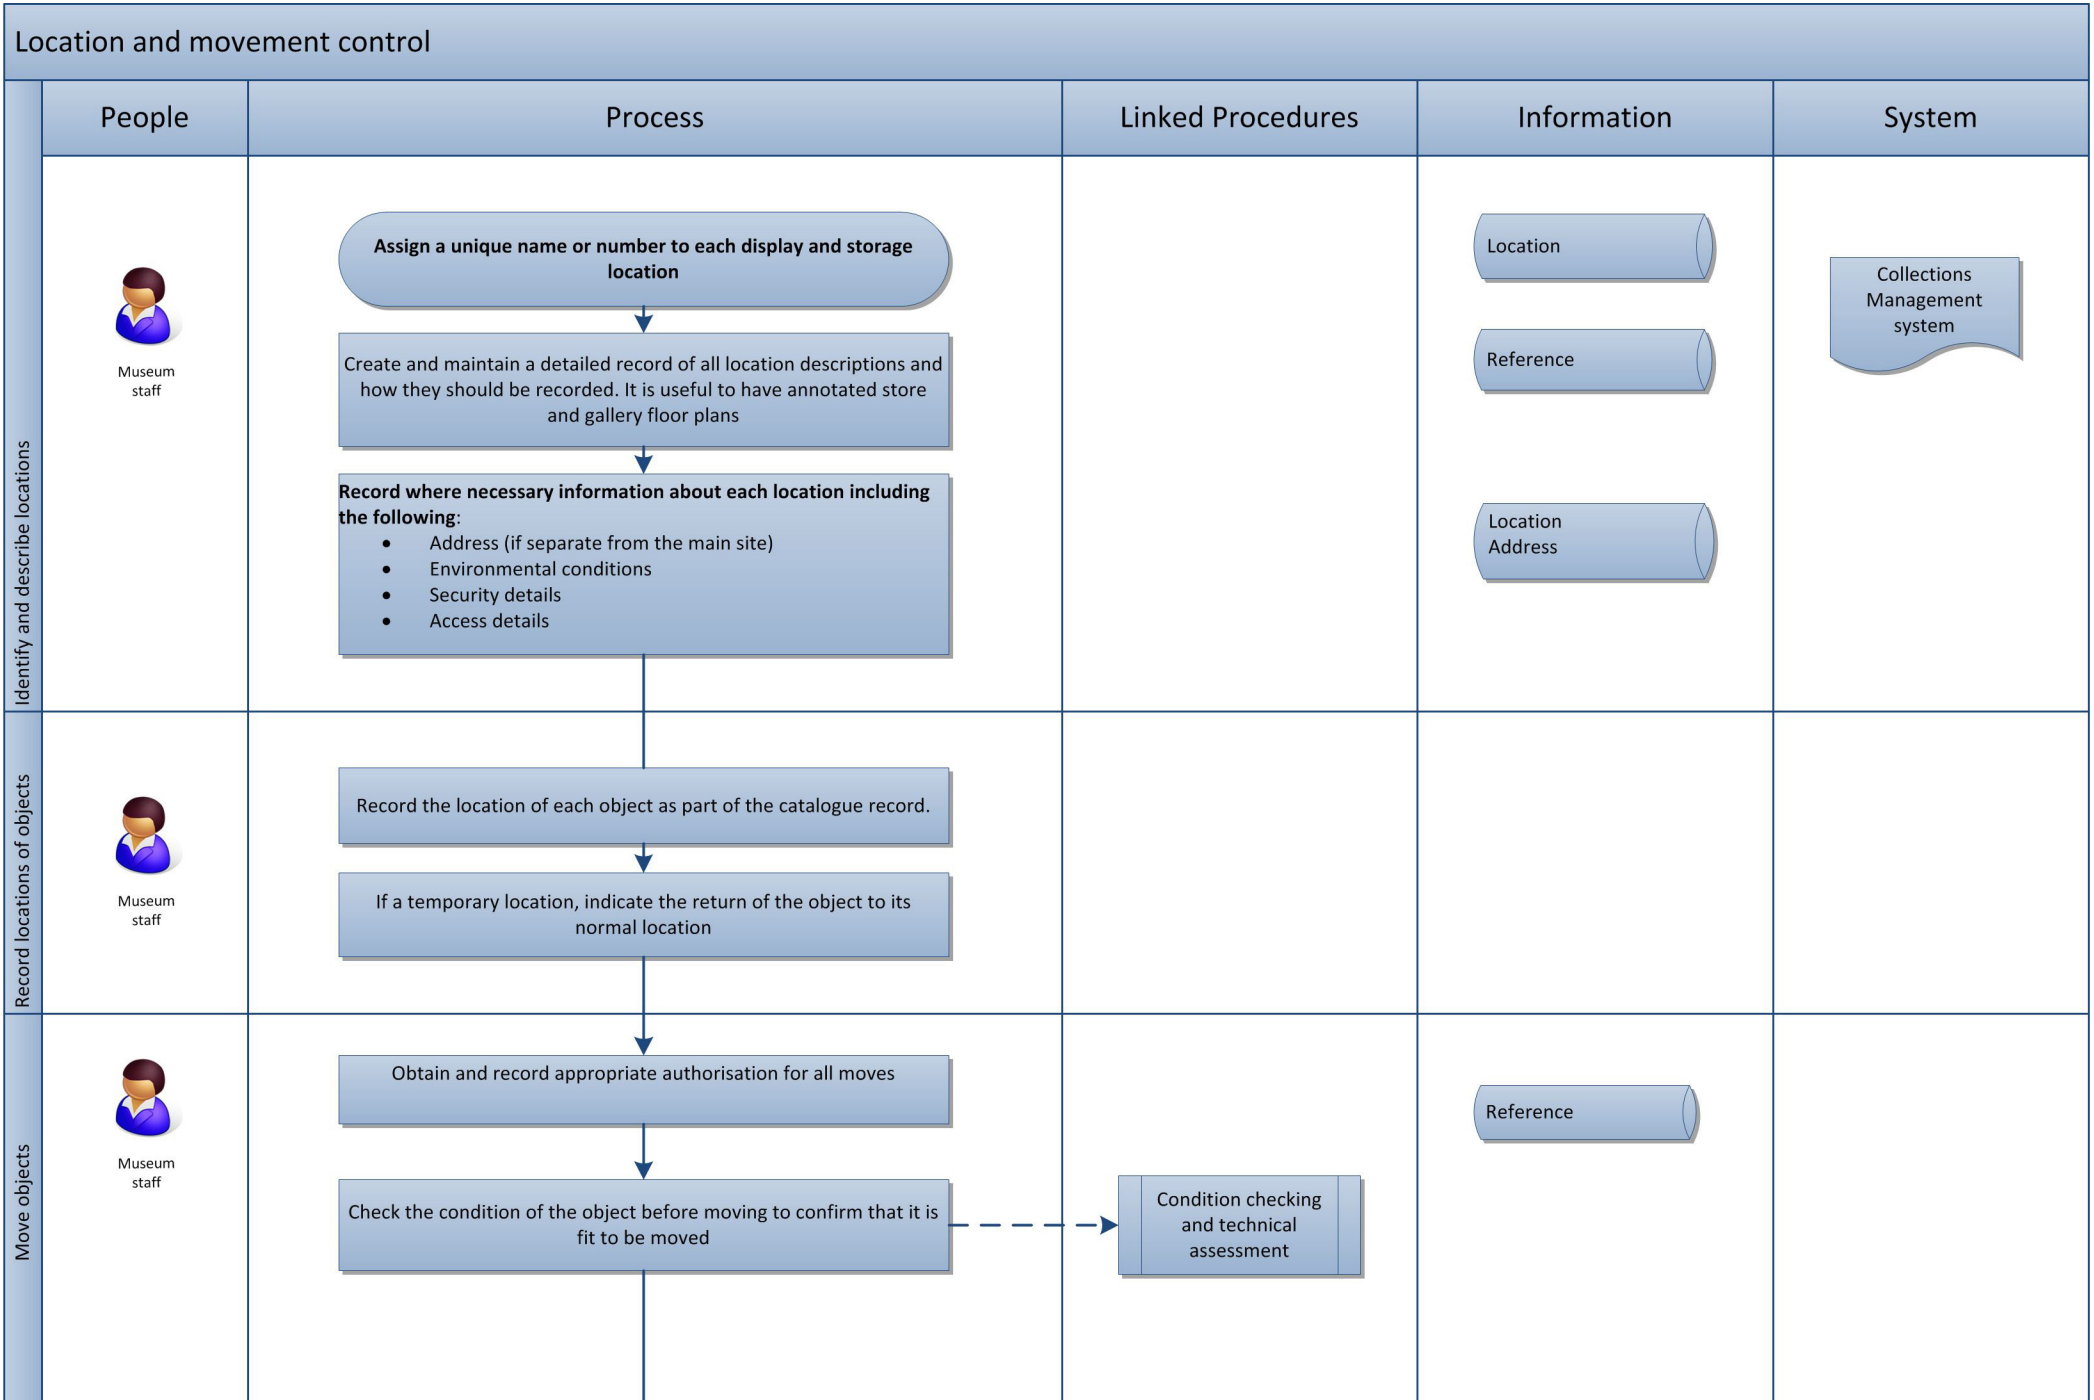 Location and movement control
People
Process
Linked Procedures
Information
System
Identify and describe locations
Museum
staff
Assign a unique name or number to each display and storage
location
Create and maintain a detailed record of all location descriptions and
how they should be recorded. It is useful to have annotated store
and gallery floor plans
Record where necessary information about each location including
the following:
• Address (if separate from the main site)
• Environmental conditions
• Security details
• Access details
Location
Reference
Location
Address
Collections
Management
system
Record locations of objects
Museum
staff
Record the location of each object as part of the catalogue record.
If a temporary location, indicate the return of the object to its
normal location
Move objects
Museum
staff
Obtain and record appropriate authorisation for all moves
Check the condition of the object before moving to confirm that it is
fit to be moved
Condition checking
and technical
assessment
Reference